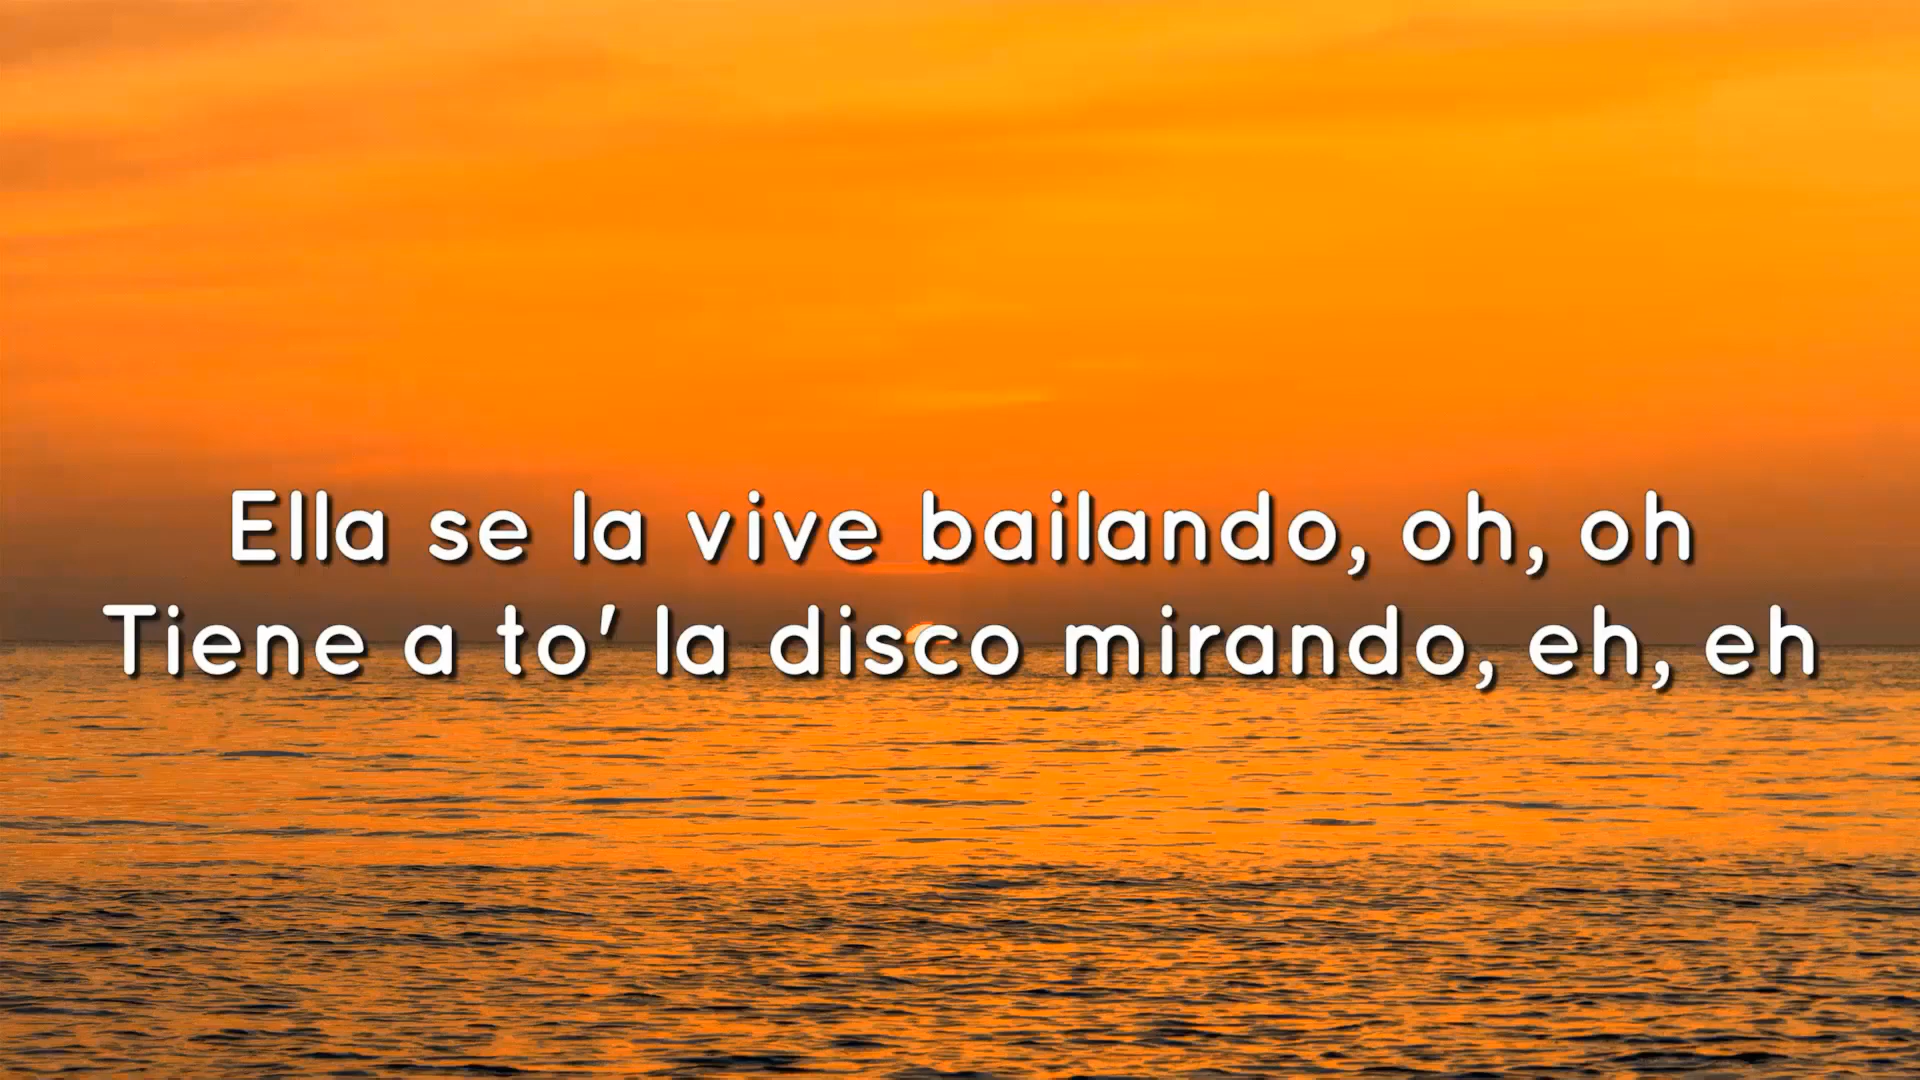 Ella se la vive bailando, oh, oh
Tiene a to' la disco mirando, eh, eh